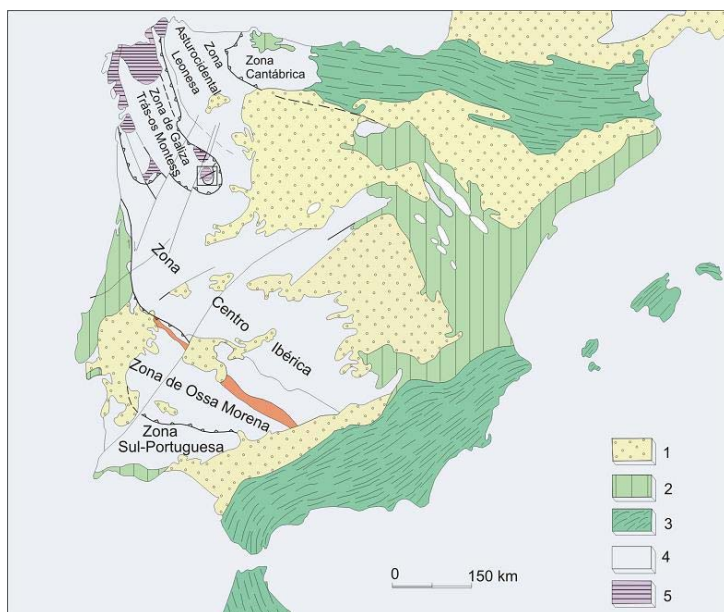 Zona
Asturocidental
Leonesa
Zona
Cantábrica
Zona de Galiza
Trás-os Montess
Zona
Centro
Ibérica
Zona de Ossa Morena
Zona
Sul-Portuguesa
1
2
3
4
5
0 150 km